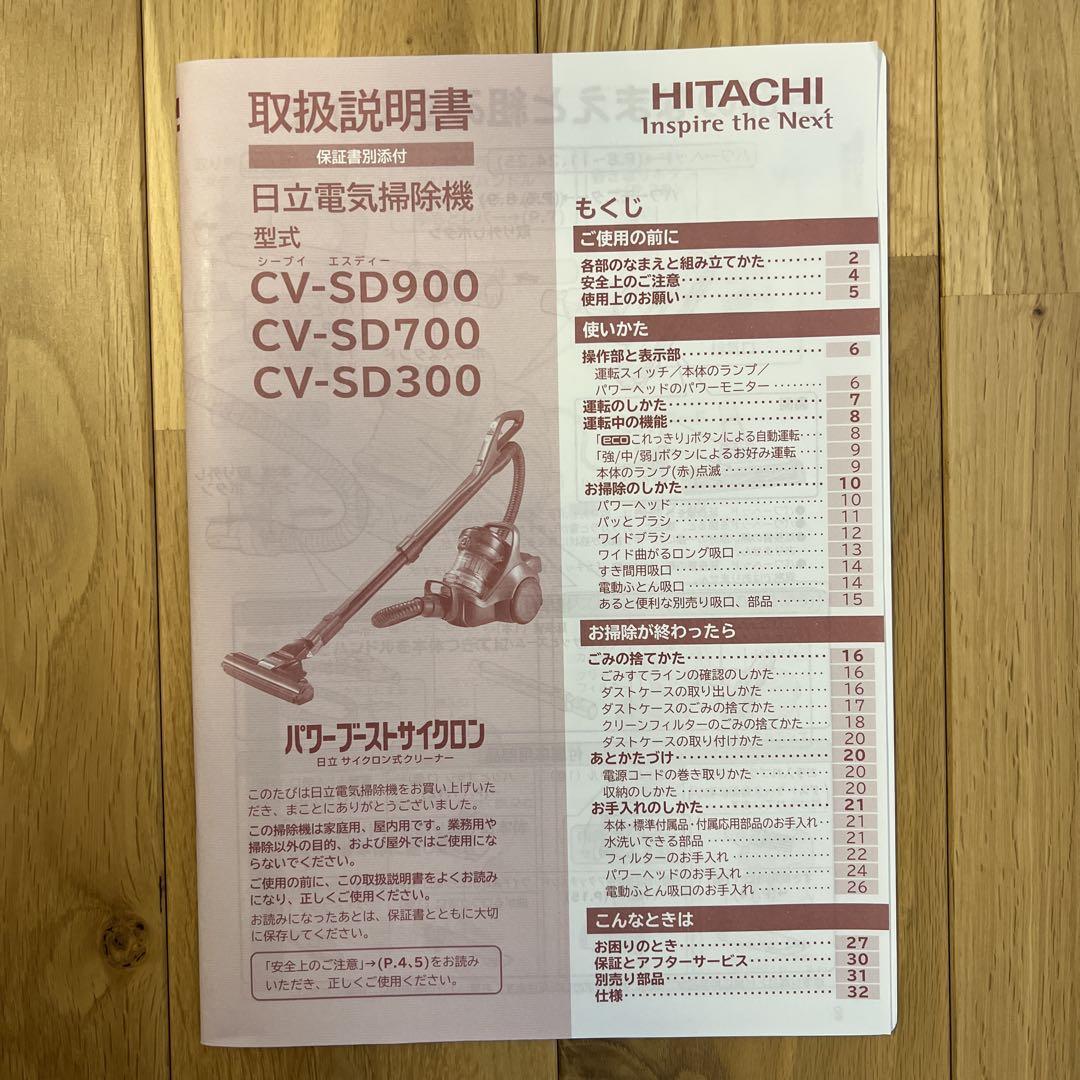 取扱説明書
保証書別添付
日立電気掃除機
型式
シーブイ エスディー
CV-SD900
CV-SD700
CV-SD300
パワーブーストサイクロン
日立 サイクロン式クリーナー
このたびは日立電気掃除機をお買い上げいた
だき、まことにありがとうございました。
この掃除機は家庭用、屋内用です。業務用や
掃除以外の目的、および屋外ではご使用にな
らないでください。
ご使用の前に、この取扱説明書をよくお読み
になり、正しくご使用ください。
お読みになったあとは、保証書とともに大切
に保存してください。
「安全上のご注意」→(P.4、5)をお読み
いただき、正しくご使用ください。
HITACHI
Inspire the Next
もくじ
ご使用の前に
各部のなまえと組み立てかた‥‥‥‥ 2
安全上のご注意‥‥‥‥‥‥‥‥ 4
使用上のお願い‥‥‥‥‥‥‥‥ 5
使いかた
操作部と表示部‥‥‥‥‥‥‥‥ 6
運転スイッチ/本体のランプ/
パワーヘッドのパワーモニター‥‥‥‥ 6
運転のしかた‥‥‥‥‥‥‥‥‥ 7
運転中の機能‥‥‥‥‥‥‥‥‥ 8
「ecoこれっきり」ボタンによる自動運転‥‥ 8
「強/中/弱」ボタンによるお好み運転‥‥ 9
本体のランプ(赤)点滅‥‥‥‥‥‥ 9
お掃除のしかた‥‥‥‥‥‥‥‥ 10
パワーヘッド‥‥‥‥‥‥‥‥ 10
パッとブラシ‥‥‥‥‥‥‥‥ 11
ワイドブラシ‥‥‥‥‥‥‥‥ 12
ワイド曲がるロング吸口‥‥‥‥‥ 13
すき間用吸口‥‥‥‥‥‥‥‥ 14
電動ふとん吸口‥‥‥‥‥‥‥ 14
あると便利な別売り吸口、部品‥‥‥ 15
お掃除が終わったら
ごみの捨てかた‥‥‥‥‥‥‥‥ 16
ごみすてラインの確認のしかた‥‥‥ 16
ダストケースの取り出しかた‥‥‥‥ 16
ダストケースのごみの捨てかた‥‥‥ 17
クリーンフィルターのごみの捨てかた‥‥ 18
ダストケースの取り付けかた‥‥‥‥ 20
あとかたづけ‥‥‥‥‥‥‥‥‥ 20
電源コードの巻き取りかた‥‥‥‥ 20
収納のしかた‥‥‥‥‥‥‥‥ 20
お手入れのしかた‥‥‥‥‥‥‥ 21
本体・標準付属品・付属応用部品のお手入れ‥ 21
水洗いできる部品‥‥‥‥‥‥‥ 21
フィルターのお手入れ‥‥‥‥‥‥ 22
パワーヘッドのお手入れ‥‥‥‥‥ 24
電動ふとん吸口のお手入れ‥‥‥‥ 26
こんなときは
お困りのとき‥‥‥‥‥‥‥‥‥ 27
保証とアフターサービス‥‥‥‥‥ 30
別売り部品‥‥‥‥‥‥‥‥‥‥ 31
仕様‥‥‥‥‥‥‥‥‥‥‥‥ 32